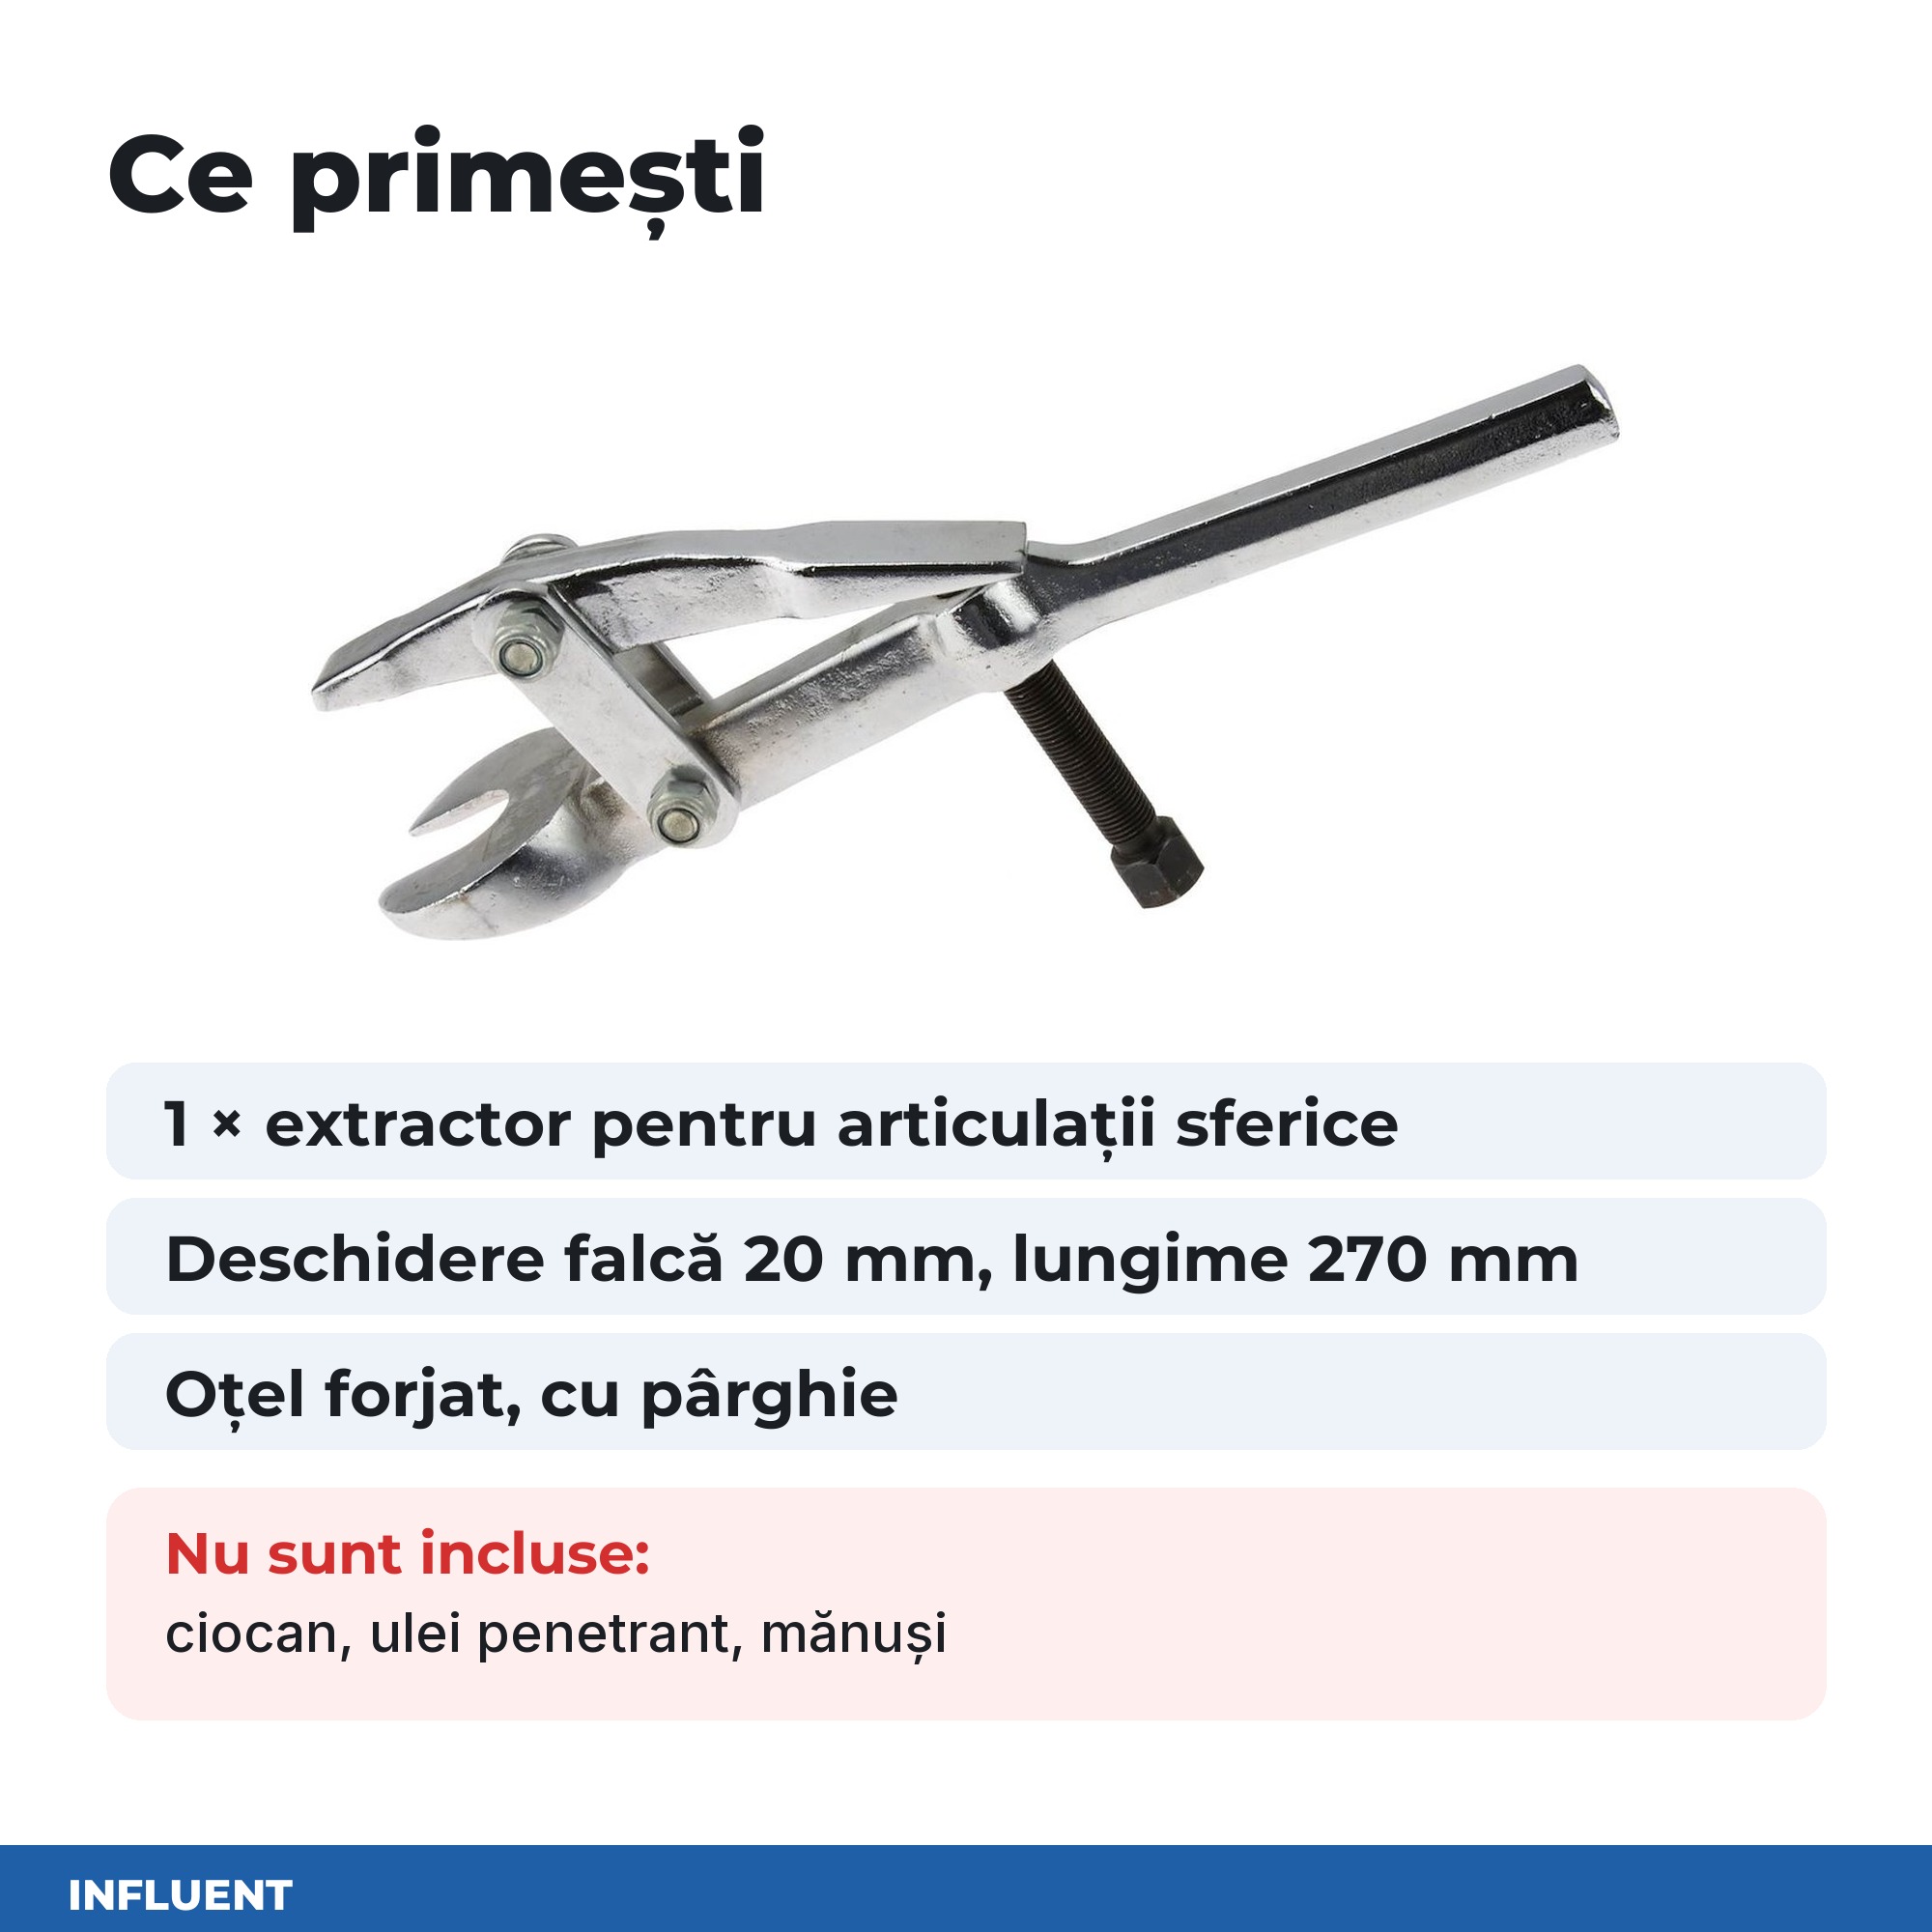 Ce primești
1 × extractor pentru articulații sferice
Deschidere falcă 20 mm, lungime 270 mm
Oțel forjat, cu pârghie
Nu sunt incluse:
ciocan, ulei penetrant, mănuși
INFLUENT